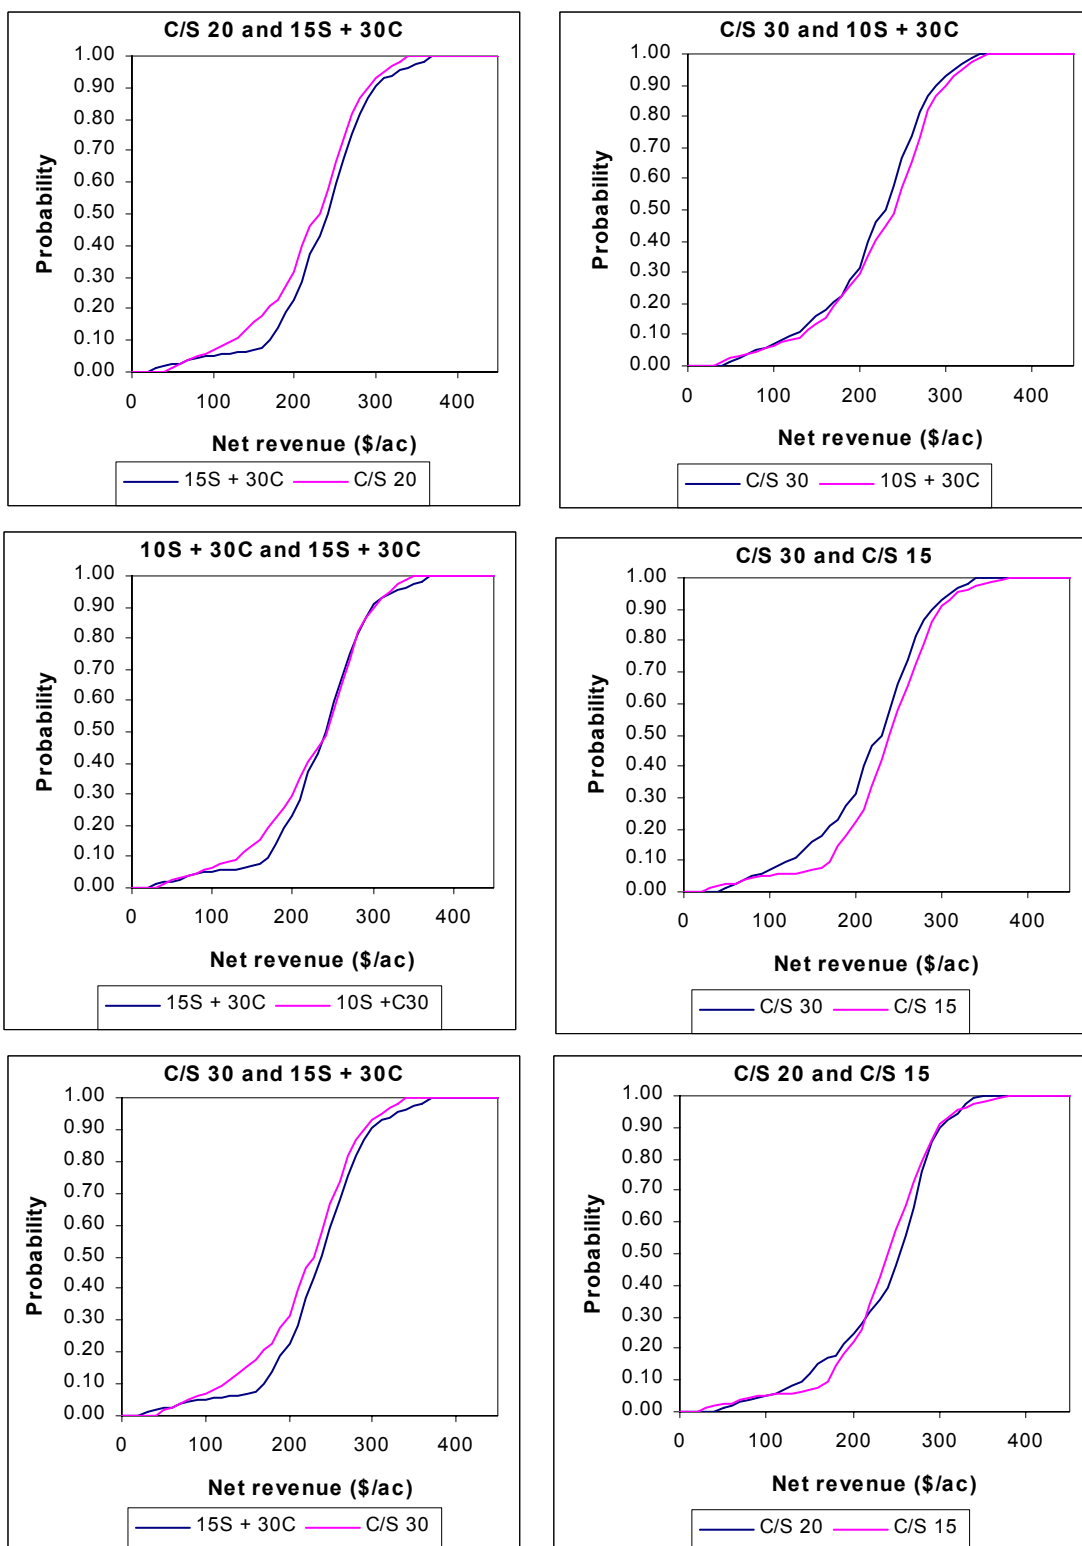 C/S 20 and 15S + 30C
1.00
0.90
0.80
0.70
0.60
0.50
0.40
0.30
0.20
0.10
0.00
Probability
0 100 200 300 400
Net revenue ($/ac)
15S + 30C C/S 20
C/S 30 and 10S + 30C
1.00
0.90
0.80
0.70
0.60
0.50
0.40
0.30
0.20
0.10
0.00
Probability
0 100 200 300 400
Net revenue ($/ac)
C/S 30 10S + 30C
10S + 30C and 15S + 30C
1.00
0.90
0.80
0.70
0.60
0.50
0.40
0.30
0.20
0.10
0.00
Probability
0 100 200 300 400
Net revenue ($/ac)
15S + 30C 10S +C30
C/S 30 and C/S 15
1.00
0.90
0.80
0.70
0.60
0.50
0.40
0.30
0.20
0.10
0.00
Probability
0 100 200 300 400
Net revenue ($/ac)
C/S 30 C/S 15
C/S 30 and 15S + 30C
1.00
0.90
0.80
0.70
0.60
0.50
0.40
0.30
0.20
0.10
0.00
Probability
0 100 200 300 400
Net revenue ($/ac)
15S + 30C C/S 30
C/S 20 and C/S 15
1.00
0.90
0.80
0.70
0.60
0.50
0.40
0.30
0.20
0.10
0.00
Probability
0 100 200 300 400
Net revenue ($/ac)
C/S 20 C/S 15